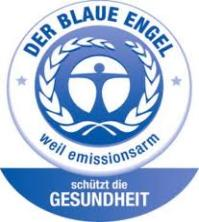 DER BLAUE ENGEL
weil emissionsarm
schützt die
GESUNDHEIT